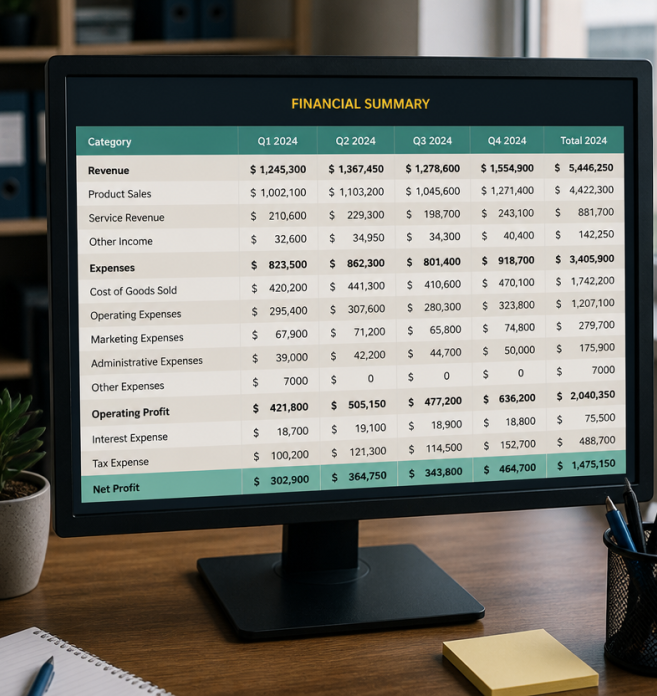 FINANCIAL SUMMARY
Category Q1 2024 Q2 2024 Q3 2024 Q4 2024 Total 2024
Revenue $ 1,245,300 $ 1,367,450 $ 1,278,600 $ 1,554,900 $ 5,446,250
Product Sales $ 1,002,100 $ 1,103,200 $ 1,045,600 $ 1,271,400 $ 4,422,300
Service Revenue $ 210,600 $ 229,300 $ 198,700 $ 243,100 $ 881,700
Other Income $ 32,600 $ 34,950 $ 34,300 $ 40,400 $ 142,250
Expenses $ 823,500 $ 862,300 $ 801,400 $ 918,700 $ 3,405,900
Cost of Goods Sold $ 420,200 $ 441,300 $ 410,600 $ 470,100 $ 1,742,200
Operating Expenses $ 295,400 $ 307,600 $ 280,300 $ 323,800 $ 1,207,100
Marketing Expenses $ 67,900 $ 71,200 $ 65,800 $ 74,800 $ 279,700
Administrative Expenses $ 39,000 $ 42,200 $ 44,700 $ 50,000 $ 175,900
Other Expenses $ 7000 $ 0 $ 0 $ 0 $ 7000
Operating Profit $ 421,800 $ 505,150 $ 477,200 $ 636,200 $ 2,040,350
Interest Expense $ 18,700 $ 19,100 $ 18,900 $ 18,800 $ 75,500
Tax Expense $ 100,200 $ 121,300 $ 114,500 $ 152,700 $ 488,700
Net Profit $ 302,900 $ 364,750 $ 343,800 $ 464,700 $ 1,475,150